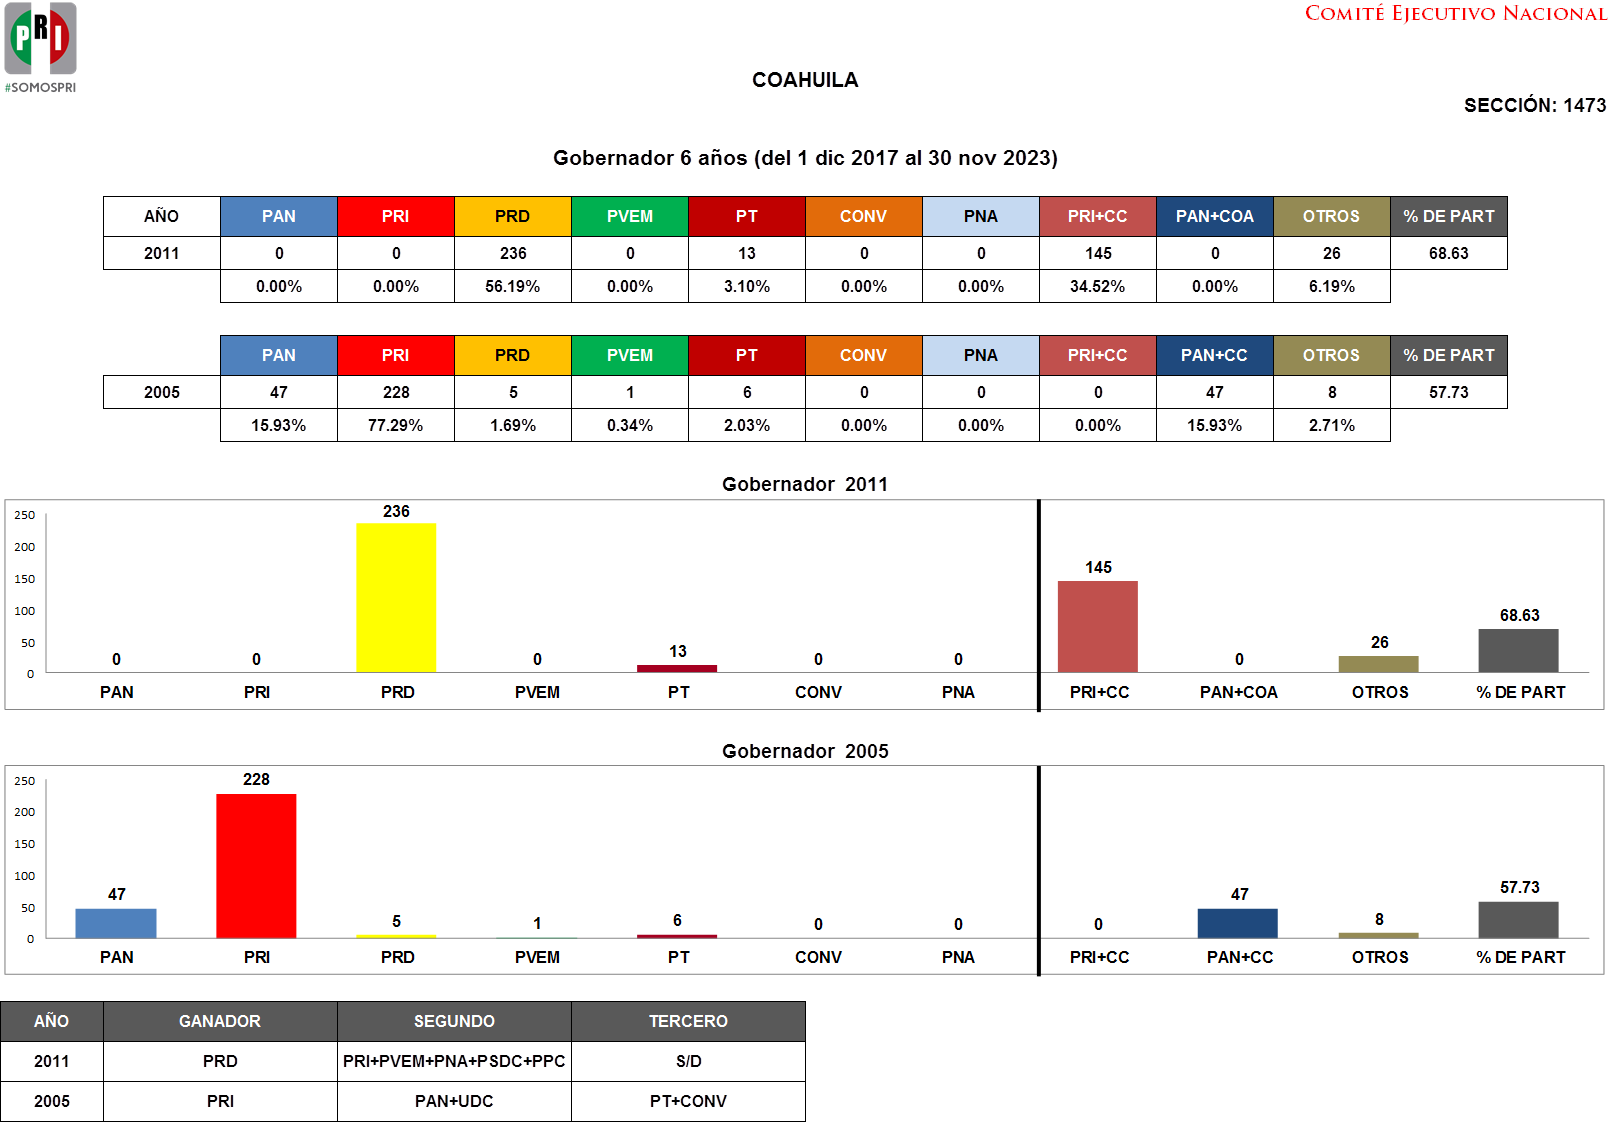 PRI
#SOMOSPRI
COMITÉ EJECUTIVO NACIONAL
COAHUILA
SECCIÓN: 1473
Gobernador 6 años (del 1 dic 2017 al 30 nov 2023)
AÑO PAN PRI PRD PVEM PT CONV PNA PRI+CC PAN+COA OTROS % DE PART
2011 0 0 236 0 13 0 0 145 0 26 68.63
0.00% 0.00% 56.19% 0.00% 3.10% 0.00% 0.00% 34.52% 0.00% 6.19%
PAN PRI PRD PVEM PT CONV PNA PRI+CC PAN+CC OTROS % DE PART
2005 47 228 5 1 6 0 0 0 47 8 57.73
15.93% 77.29% 1.69% 0.34% 2.03% 0.00% 0.00% 0.00% 15.93% 2.71%
Gobernador 2011
250
200
150
100
50
0
0 0 236 0 13 0 0 145 0 26 68.63
PAN PRI PRD PVEM PT CONV PNA PRI+CC PAN+COA OTROS % DE PART
Gobernador 2005
250
200
150
100
50
0
47 228 5 1 6 0 0 0 47 8 57.73
PAN PRI PRD PVEM PT CONV PNA PRI+CC PAN+CC OTROS % DE PART
AÑO GANADOR SEGUNDO TERCERO
2011 PRD PRI+PVEM+PNA+PSDC+PPC S/D
2005 PRI PAN+UDC PT+CONV